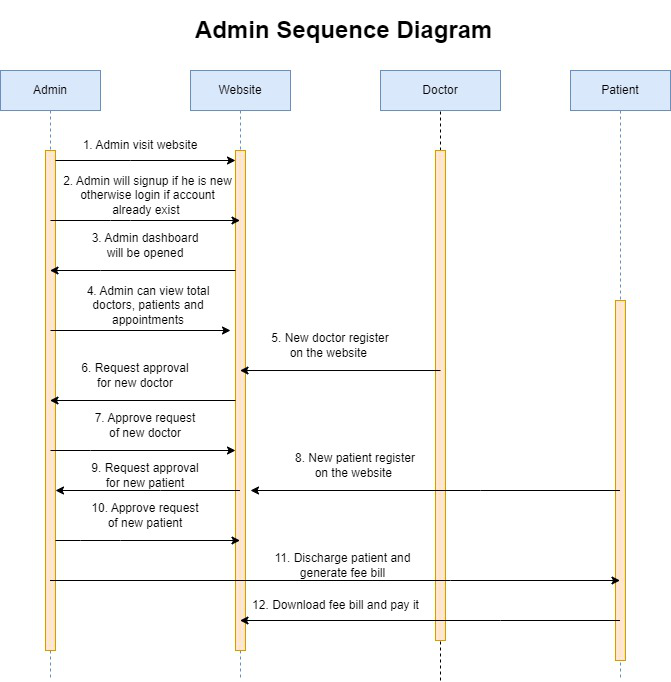 Admin Sequence Diagram
Admin
Website
Doctor
Patient
1. Admin visit website
2. Admin will signup if he is new
otherwise login if account
already exist
3. Admin dashboard
will be opened
4. Admin can view total
doctors, patients and
appointments
5. New doctor register
on the website
6. Request approval
for new doctor
7. Approve request
of new doctor
8. New patient register
on the website
9. Request approval
for new patient
10. Approve request
of new patient
11. Discharge patient and
generate fee bill
12. Download fee bill and pay it